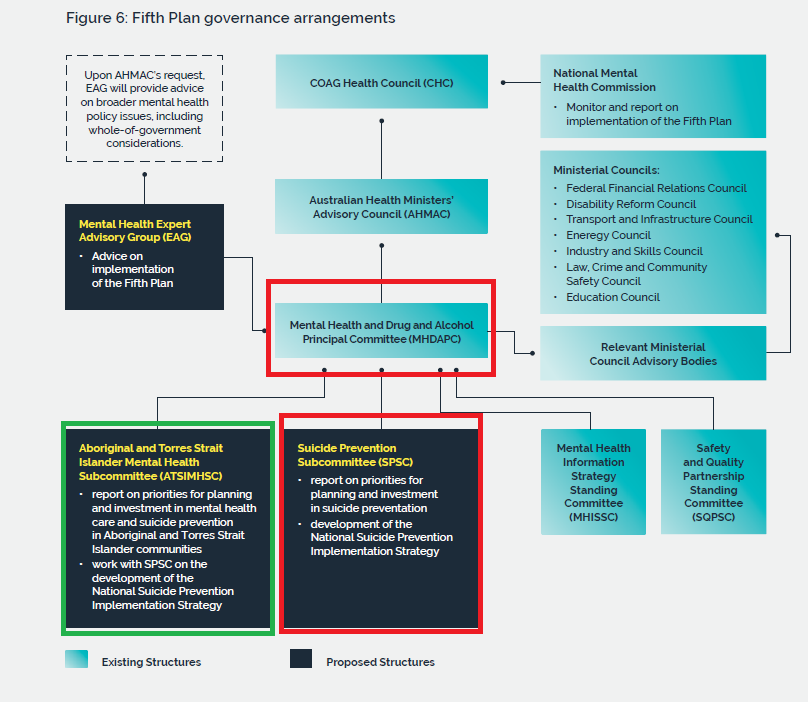 Figure 6: Fifth Plan governance arrangements
Upon AHMAC's request,
EAG will provide advice
on broader mental health
policy issues, including
whole-of-government
considerations.
COAG Health Council (CHC)
National Mental
Health Commission
· Monitor and report on
implementation of the Fifth Plan
Australian Health Ministers'
Advisory Council (AHMAC)
Ministerial Councils:
· Federal Financial Relations Council
· Disability Reform Council
· Transport and Infrastructure Council
· Eneregy Council
· Industry and Skills Council
· Law, Crime and Community
Safety Council
· Education Council
Mental Health Expert
Advisory Group (EAG)
· Advice on
implementation
of the Fifth Plan
Mental Health and Drug and Alcohol
Principal Committee (MHDAPC)
Relevant Ministerial
Council Advisory Bodies
Aboriginal and Torres Strait
Islander Mental Health
Subcommittee (ATSIMHSC)
· report on priorities for planning
and investment in mental health
care and suicide prevention
in Aboriginal and Torres Strait
Islander communities
· work with SPSC on the
development of the
National Suicide Prevention
Implementation Strategy
Suicide Prevention
Subcommittee (SPSC)
· report on priorities for
planning and investment
in suicide preventation
· development of the
National Suicide Prevention
Implementation Strategy
Mental Health
Information
Strategy
Standing
Committee
(MHISSC)
Safety
and Quality
Partnership
Standing
Committee
(SQPSC)
Existing Structures
Proposed Structures